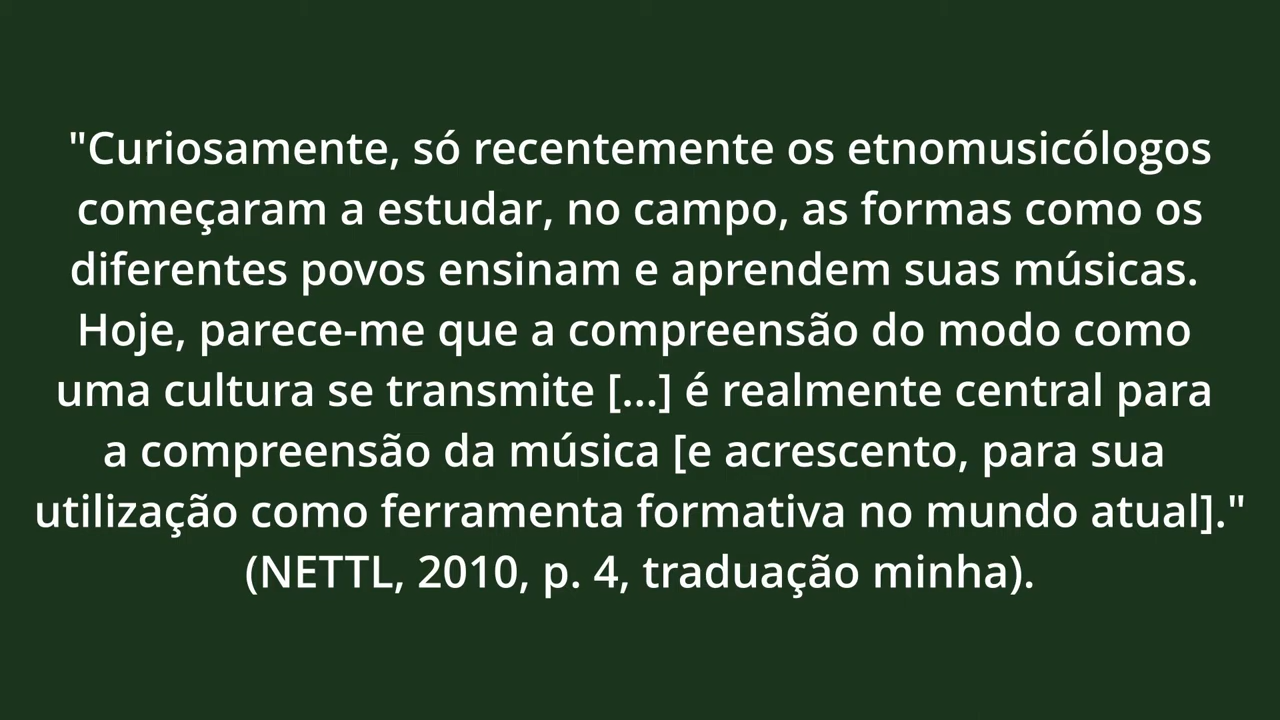 "Curiosamente, só recentemente os etnomusicólogos
começaram a estudar, no campo, as formas como os
diferentes povos ensinam e aprendem suas músicas.
Hoje, parece-me que a compreensão do modo como
uma cultura se transmite [...] é realmente central para
a compreensão da música [e acrescento, para sua
utilização como ferramenta formativa no mundo atual]."
(NETTL, 2010, p. 4, traduação minha).